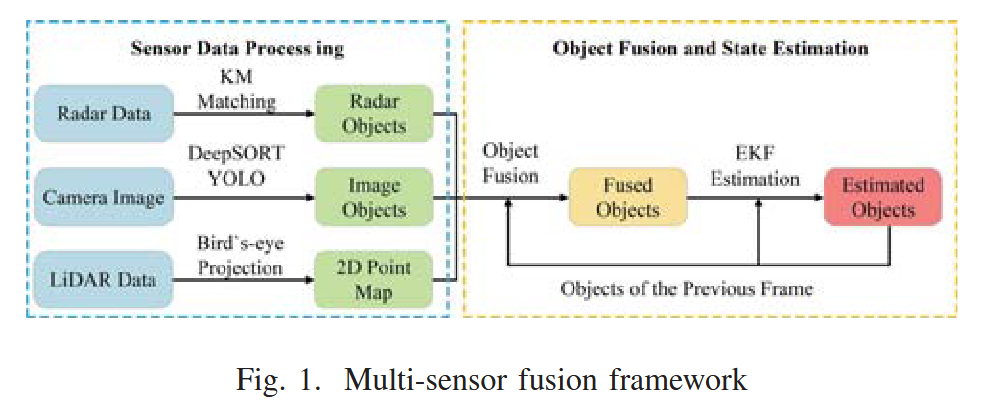 Sensor Data Process ing
Object Fusion and State Estimation
KM
Matching
Radar Data
Radar
Objects
DeepSORT
YOLO
Camera Image
Image
Objects
Bird's-eye
Projection
LiDAR Data
2D Point
Map
Object
Fusion
Fused
Objects
EKF
Estimation
Estimated
Objects
Objects of the Previous Frame
Fig. 1. Multi-sensor fusion framework